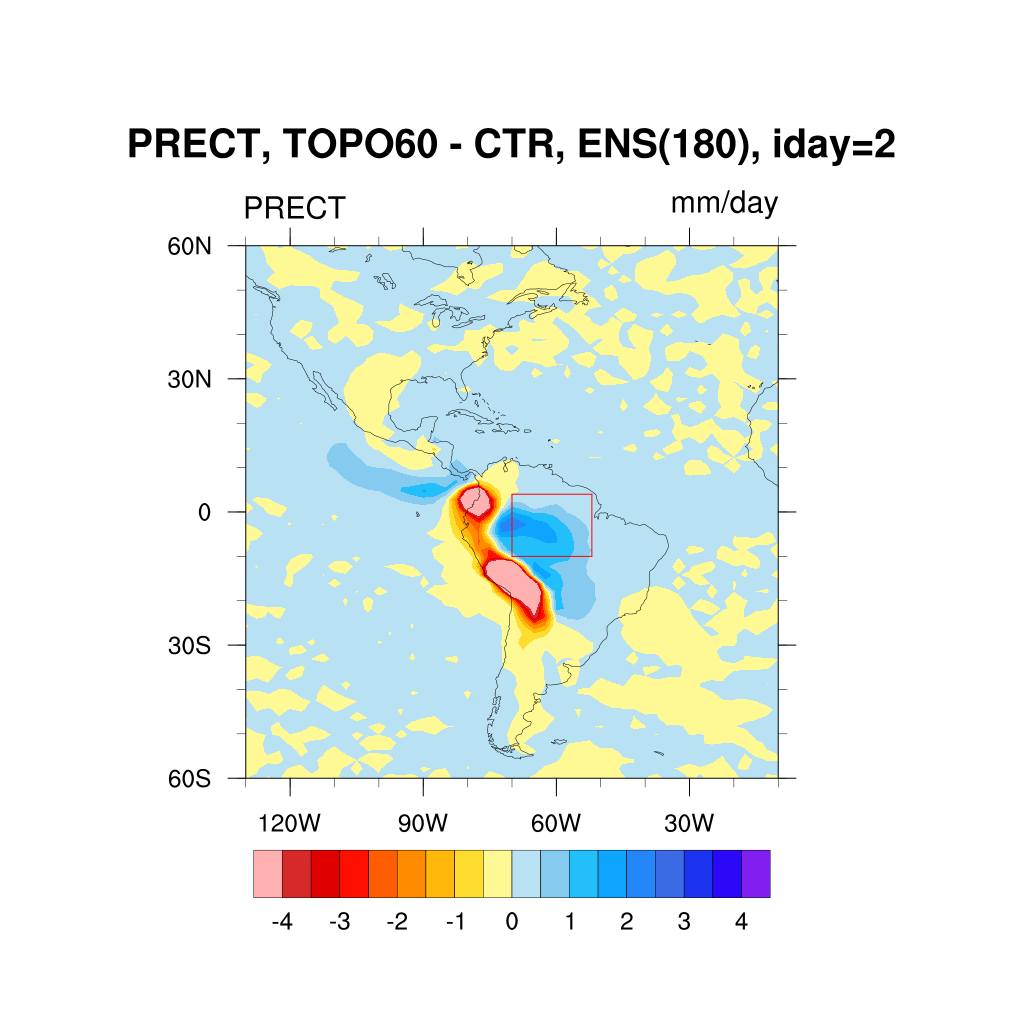 PRECT, TOPO60 - CTR, ENS(180), iday=2
PRECT mm/day
60N
30N
0
30S
60S
120W 90W 60W 30W
-4 -3 -2 -1 0 1 2 3 4